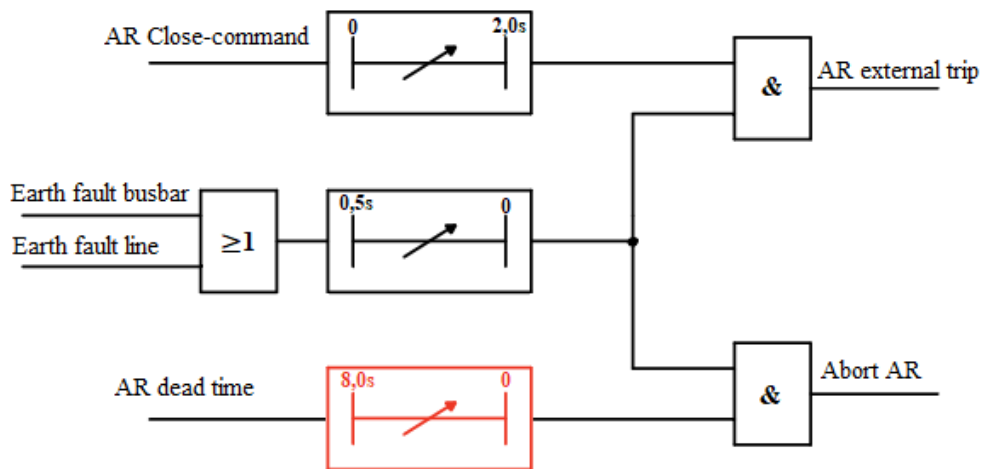 AR Close-command
0 2,0s
&
AR external trip
Earth fault busbar
Earth fault line
≥1
0,5s 0
AR dead time
8,0s 0
&
Abort AR